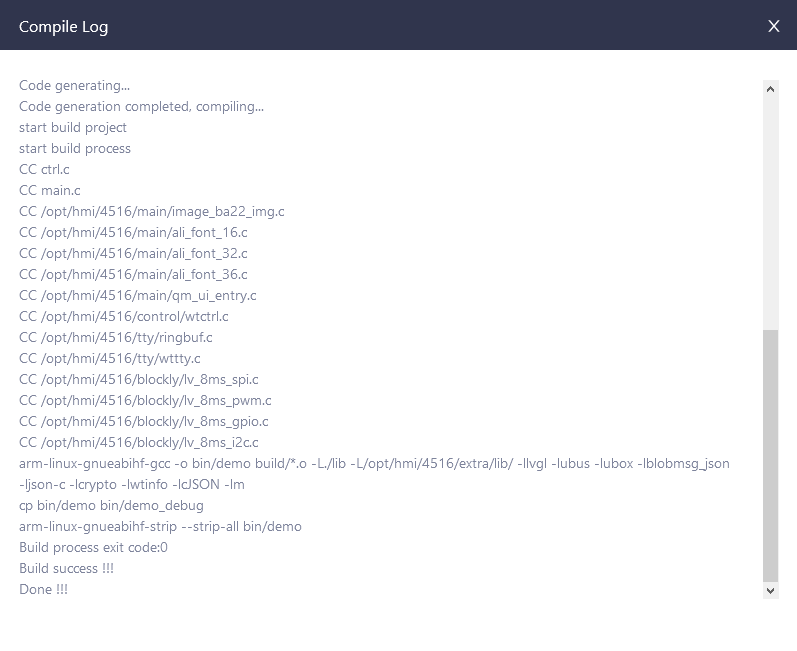 Compile Log
X
Code generating...
Code generation completed, compiling...
start build project
start build process
CC ctrl.c
CC main.c
CC /opt/hmi/4516/main/image_ba22_img.c
CC /opt/hmi/4516/main/ali_font_16.c
CC /opt/hmi/4516/main/ali_font_32.c
CC /opt/hmi/4516/main/ali_font_36.c
CC /opt/hmi/4516/main/qm_ui_entry.c
CC /opt/hmi/4516/control/wtctrl.c
CC /opt/hmi/4516/tty/ringbuf.c
CC /opt/hmi/4516/tty/wttty.c
CC /opt/hmi/4516/blockly/lv_8ms_spi.c
CC /opt/hmi/4516/blockly/lv_8ms_pwm.c
CC /opt/hmi/4516/blockly/lv_8ms_gpio.c
CC /opt/hmi/4516/blockly/lv_8ms_i2c.c
arm-linux-gnueabihf-gcc -o bin/demo build/*.o -L./lib -L/opt/hmi/4516/extra/lib/ -llvgl -lubus -lubox -lblobmsg_json
-ljson-c -lcrypto -lwtinfo -lcJSON -lm
cp bin/demo bin/demo_debug
arm-linux-gnueabihf-strip --strip-all bin/demo
Build process exit code:0
Build success !!!
Done !!!